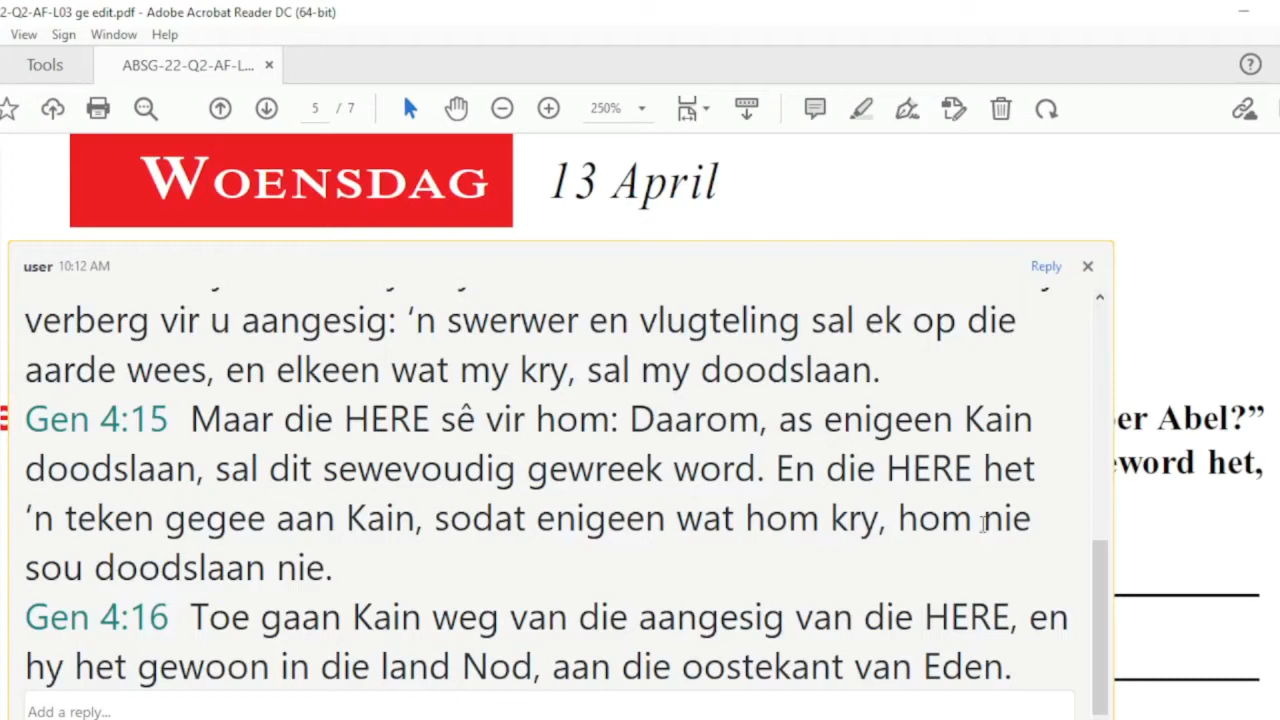 2-Q2-AF-L03 ge edit.pdf - Adobe Acrobat Reader DC (64-bit)
View Sign Window Help
Tools ABSG-22-Q2-AF-L... ×
5 / 7 250%
WOENSDAG 13 April
user 10:12 AM Reply
verberg vir u aangesig: ‘n swerwer en vlugteling sal ek op die
aarde wees, en elkeen wat my kry, sal my doodslaan.
Gen 4:15 Maar die HERE sê vir hom: Daarom, as enigeen Kain
doodslaan, sal dit sewevoudig gewreek word. En die HERE het
‘n teken gegee aan Kain, sodat enigeen wat hom kry, hom nie
sou doodslaan nie.
Gen 4:16 Toe gaan Kain weg van die aangesig van die HERE, en
hy het gewoon in die land Nod, aan die oostekant van Eden.
Add a reply...
er Abel?”
eword het,